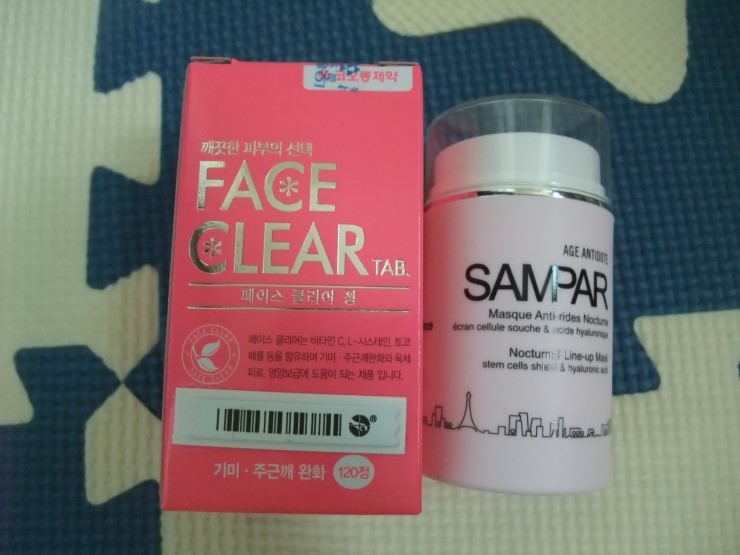 코오롱제약
깨끗한 피부의 선택
FACE
CLEAR TAB.
페이스 클리어 정
FACE CLEAR
FACE CLEAR
페이스 클리어는 비타민 C, L-시스테인, 토코
페롤 등을 함유하며 기미·주근깨완화와 육체
피로, 영양보급에 도움이 되는 제품 입니다.
기미·주근깨 완화 120정
AGE ANTIDOTE
SAMPAR
Masque Anti-rides Nocturne
écran cellule souche & acide hyaluronique
Nocturnal Line-up Mask
stem cells shield & hyaluronic acid